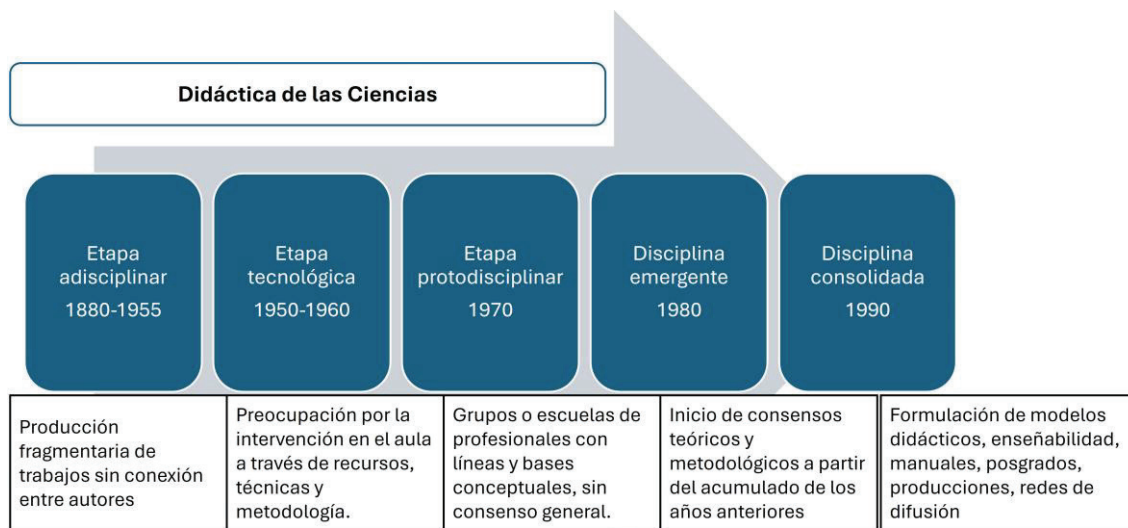 Didáctica de las Ciencias
Etapa
adisciplinar
1880-1955
Etapa
tecnológica
1950-1960
Etapa
protodisciplinar
1970
Disciplina
emergente
1980
Disciplina
consolidada
1990
Producción
fragmentaria de
trabajos sin conexión
entre autores
Preocupación por la
intervención en el aula
a través de recursos,
técnicas y
metodología.
Grupos o escuelas de
profesionales con
líneas y bases
conceptuales, sin
consenso general.
Inicio de consensos
teóricos y
metodológicos a partir
del acumulado de los
años anteriores
Formulación de modelos
didácticos, enseñabilidad,
manuales, posgrados,
producciones, redes de
difusión